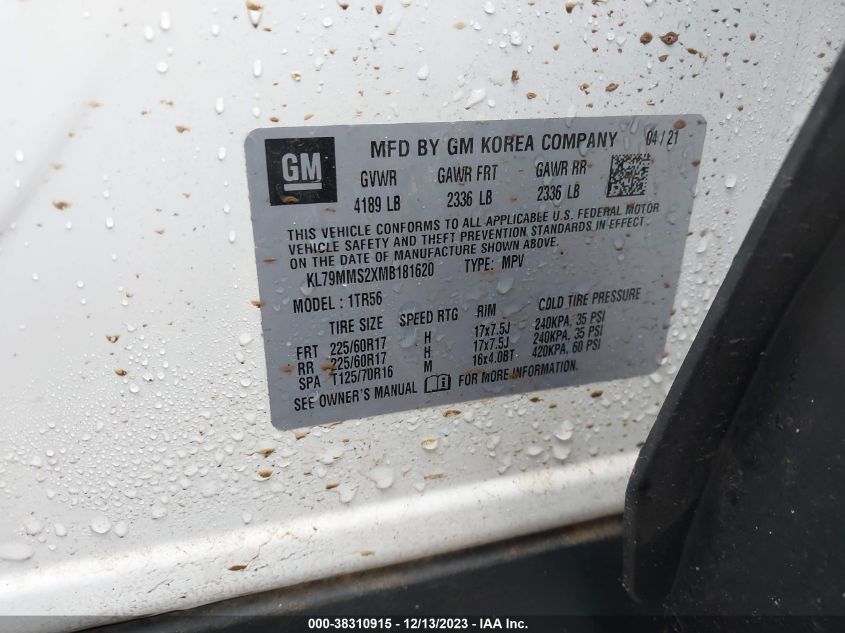 GM
MFD BY GM KOREA COMPANY 04/21
GVWR GAWR FRT GAWR RR
4189 LB 2336 LB 2336 LB
THIS VEHICLE CONFORMS TO ALL APPLICABLE U.S. FEDERAL MOTOR
VEHICLE SAFETY AND THEFT PREVENTION STANDARDS IN EFFECT
ON THE DATE OF MANUFACTURE SHOWN ABOVE.
KL79MMS2XMB181620 TYPE: MPV
MODEL: 1TR56
TIRE SIZE SPEED RTG RIM COLD TIRE PRESSURE
FRT 225/60R17 H 17x7.5J 240KPA, 35 PSI
RR 225/60R17 H 17x7.5J 240KPA, 35 PSI
SPA T125/70R16 M 16x4.0BT 420KPA, 60 PSI
SEE OWNER'S MANUAL FOR MORE INFORMATION.
000-38310915 - 12/13/2023 - IAA Inc.